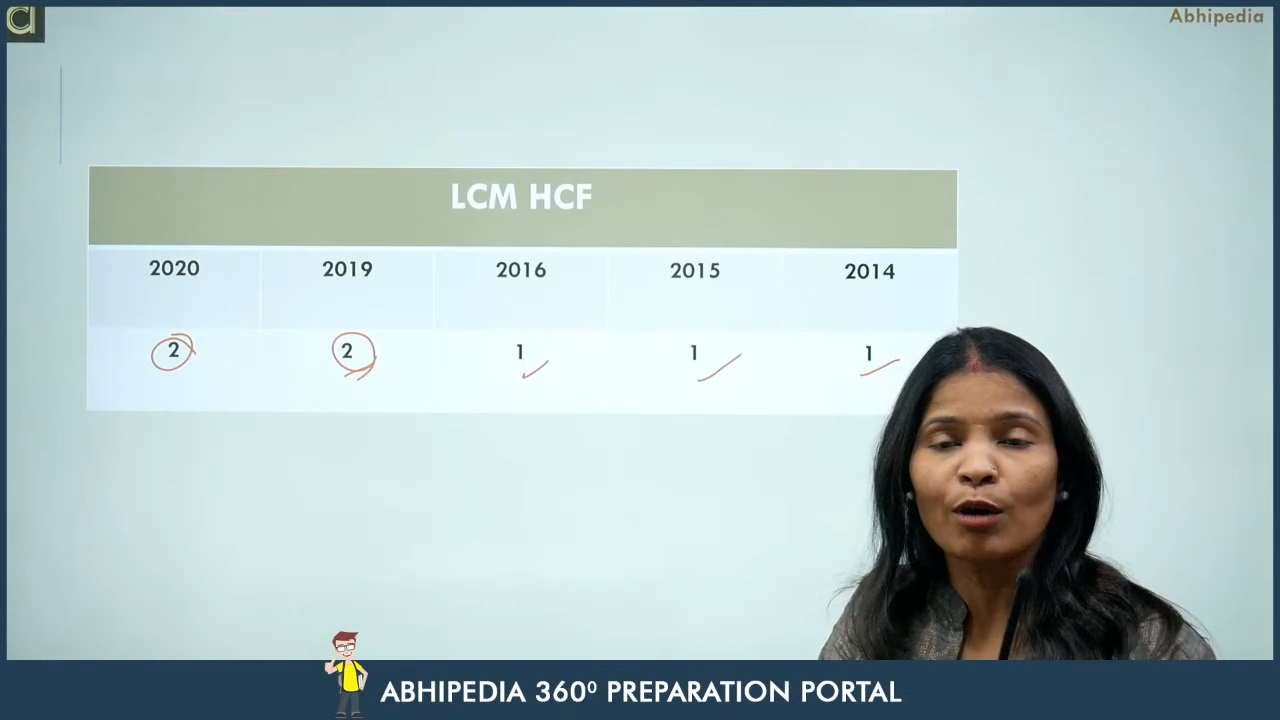 a
Abhipedia
LCM HCF
2020 2019 2016 2015 2014
2 2 1 1 1
ABHIPEDIA 360⁰ PREPARATION PORTAL